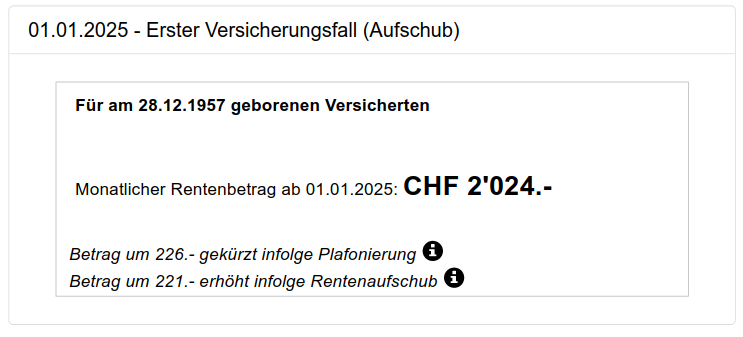 01.01.2025 - Erster Versicherungsfall (Aufschub)
Für am 28.12.1957 geborenen Versicherten
Monatlicher Rentenbetrag ab 01.01.2025: CHF 2'024.-
Betrag um 226.- gekürzt infolge Plafonierung
Betrag um 221.- erhöht infolge Rentenaufschub